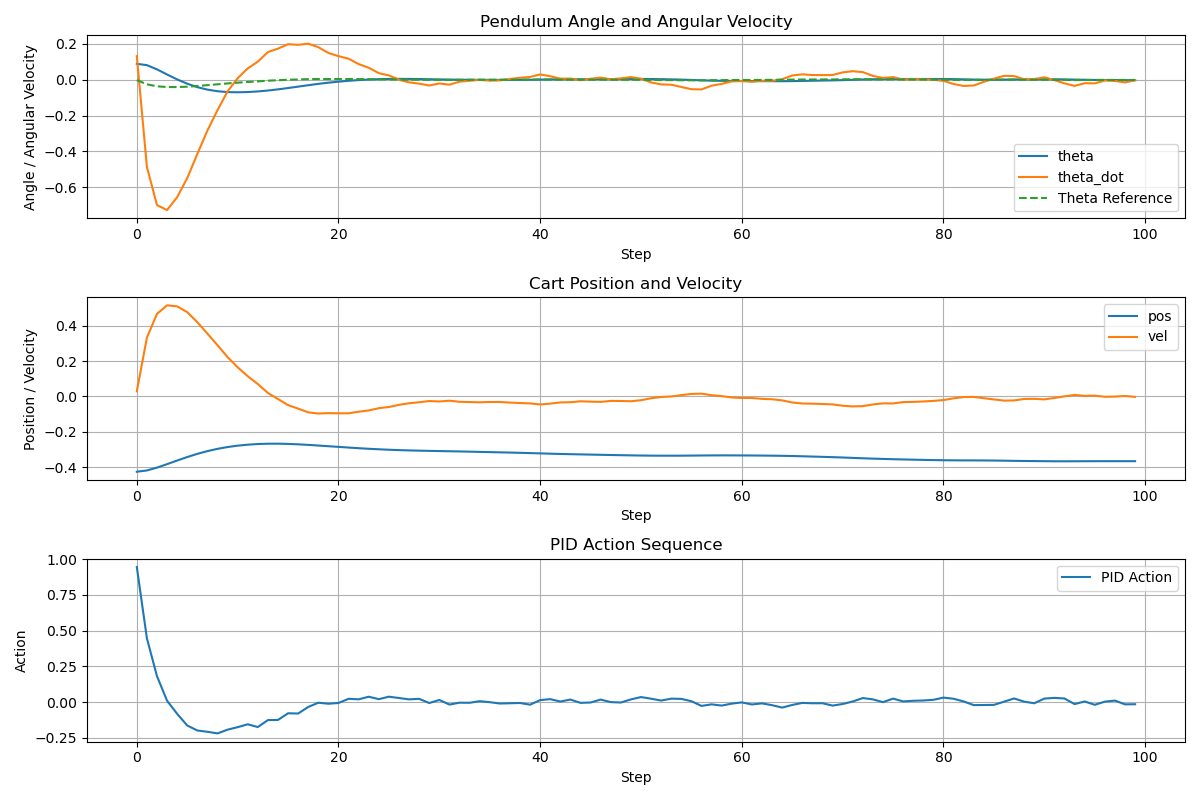 Pendulum Angle and Angular Velocity
Angle / Angular Velocity
0.2
0.0
−0.2
−0.4
−0.6
theta
theta_dot
Theta Reference
0 20 40 60 80 100
Step
Cart Position and Velocity
Position / Velocity
0.4
0.2
0.0
−0.2
−0.4
pos
vel
0 20 40 60 80 100
Step
PID Action Sequence
Action
1.00
0.75
0.50
0.25
0.00
−0.25
PID Action
0 20 40 60 80 100
Step